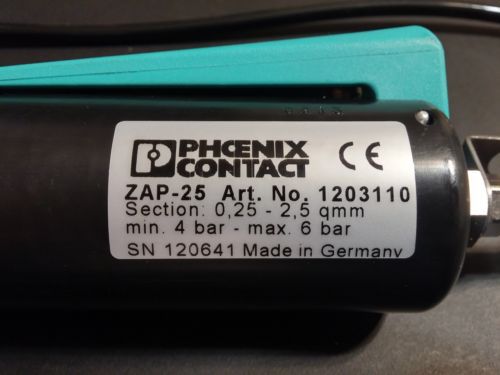 PHŒNIX
CONTACT
CE
ZAP-25 Art. No. 1203110
Section: 0,25 - 2,5 qmm
min. 4 bar - max. 6 bar
SN 120641 Made in Germany